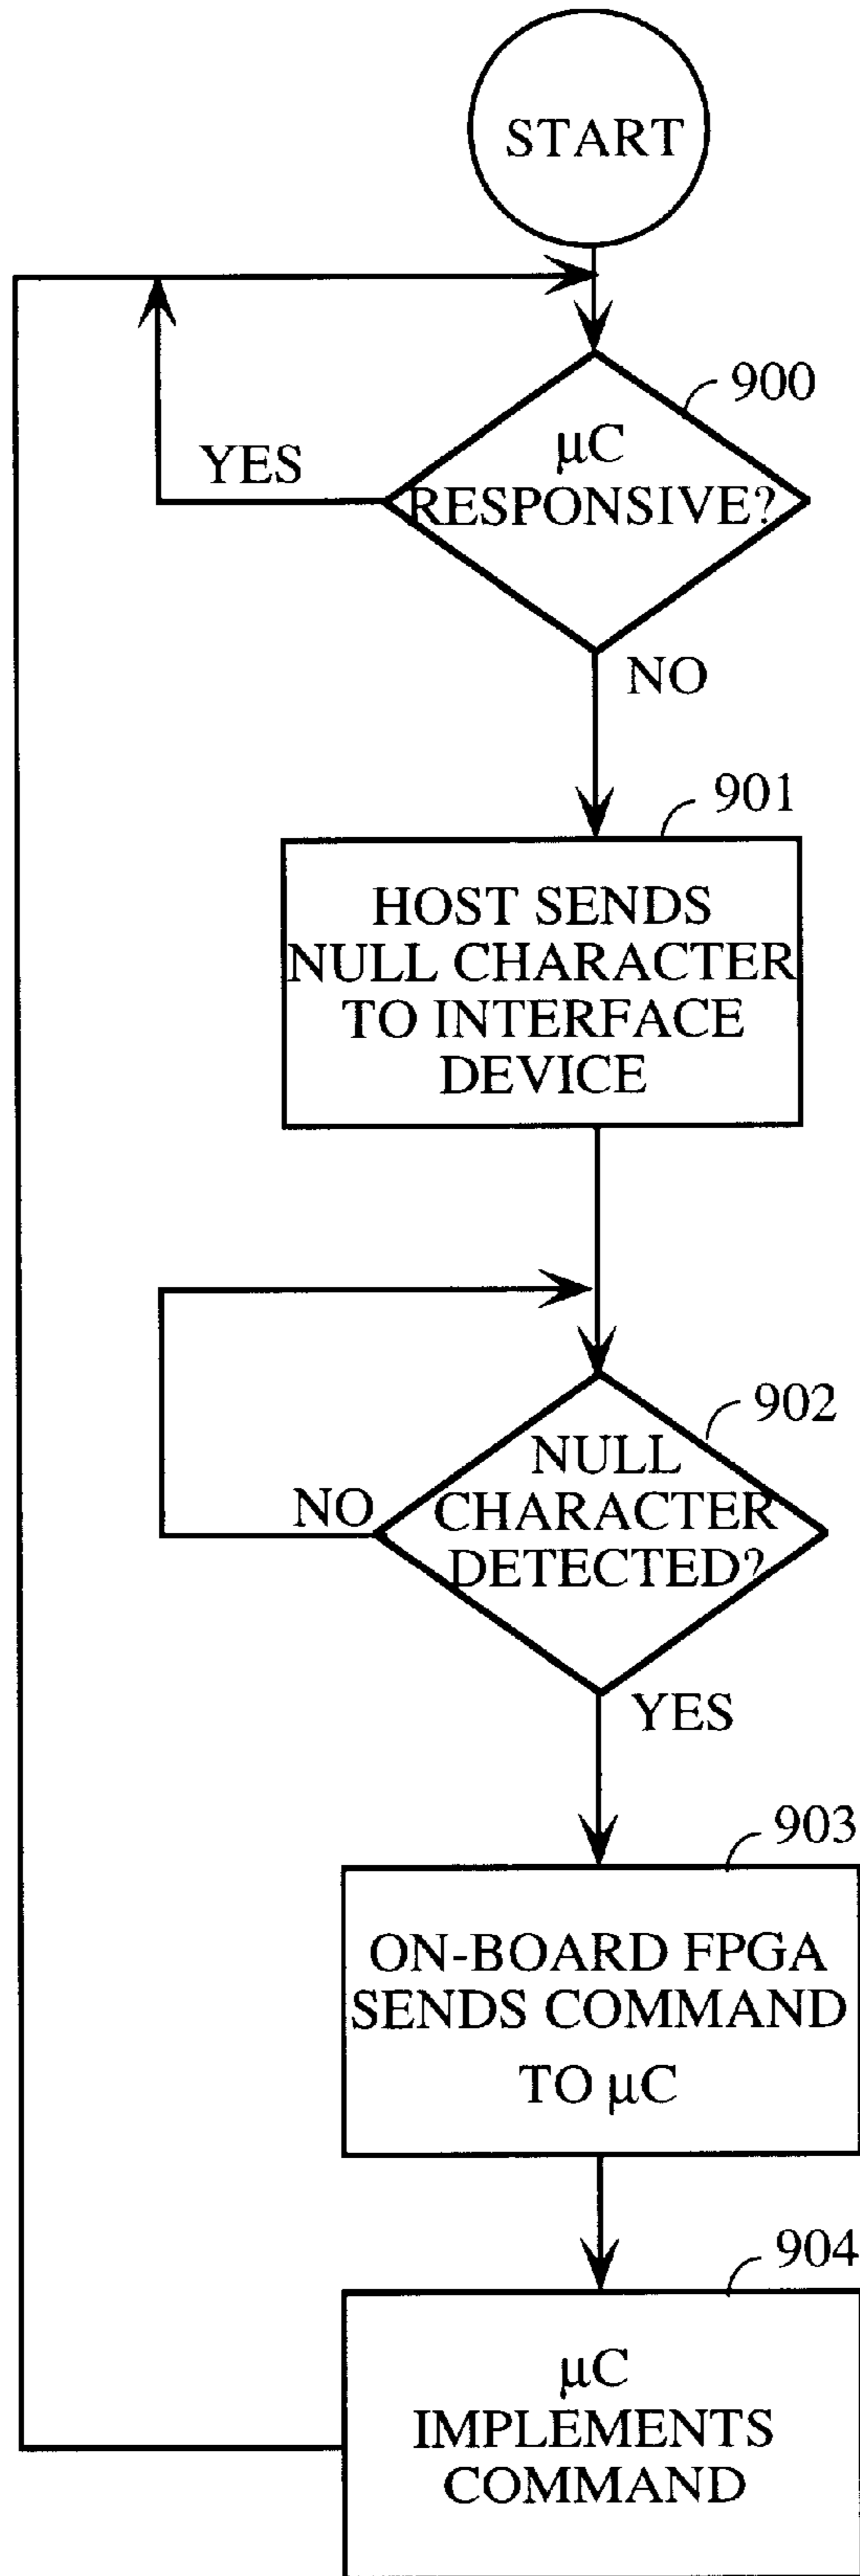 START
900
µC
RESPONSIVE?
YES
NO
901
HOST SENDS
NULL CHARACTER
TO INTERFACE
DEVICE
902
NULL
CHARACTER
DETECTED?
NO
YES
903
ON-BOARD FPGA
SENDS COMMAND
TO µC
904
µC
IMPLEMENTS
COMMAND